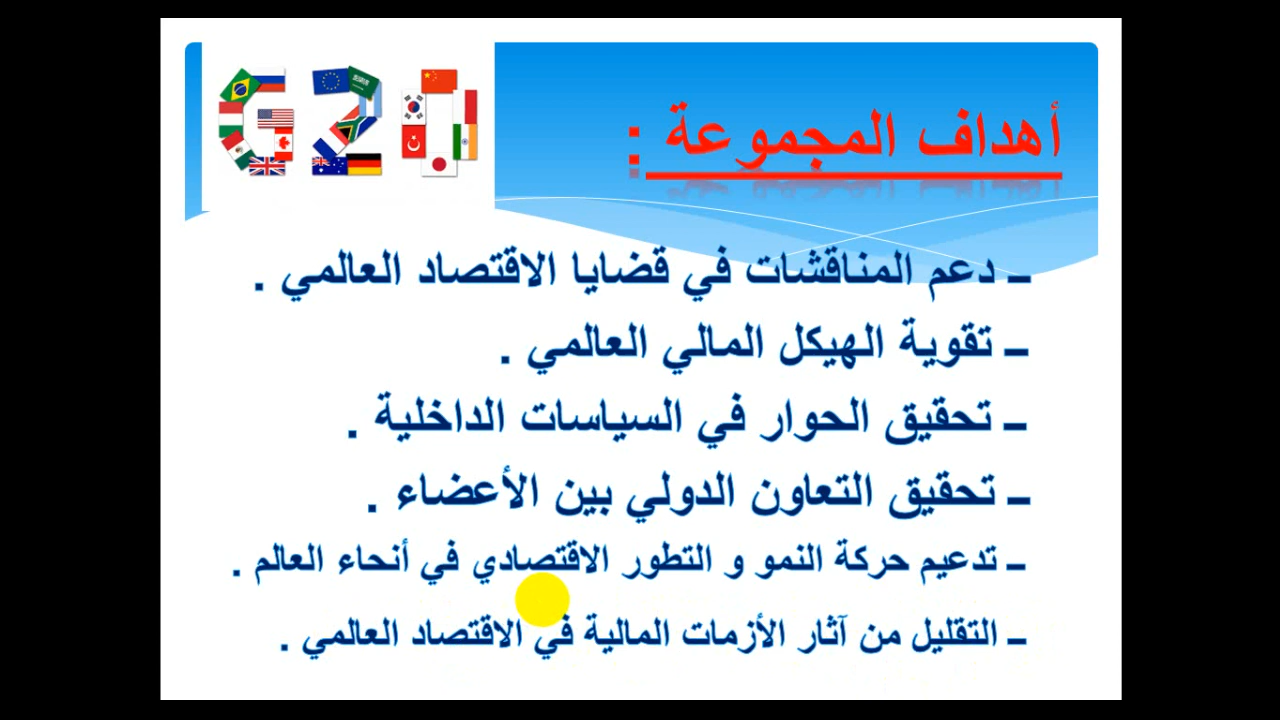 G20
أهداف المجموعة :
ـ دعم المناقشات في قضايا الاقتصاد العالمي .
ـ تقوية الهيكل المالي العالمي .
ـ تحقيق الحوار في السياسات الداخلية .
ـ تحقيق التعاون الدولي بين الأعضاء .
ـ تدعيم حركة النمو و التطور الاقتصادي في أنحاء العالم .
ـ التقليل من آثار الأزمات المالية في الاقتصاد العالمي .